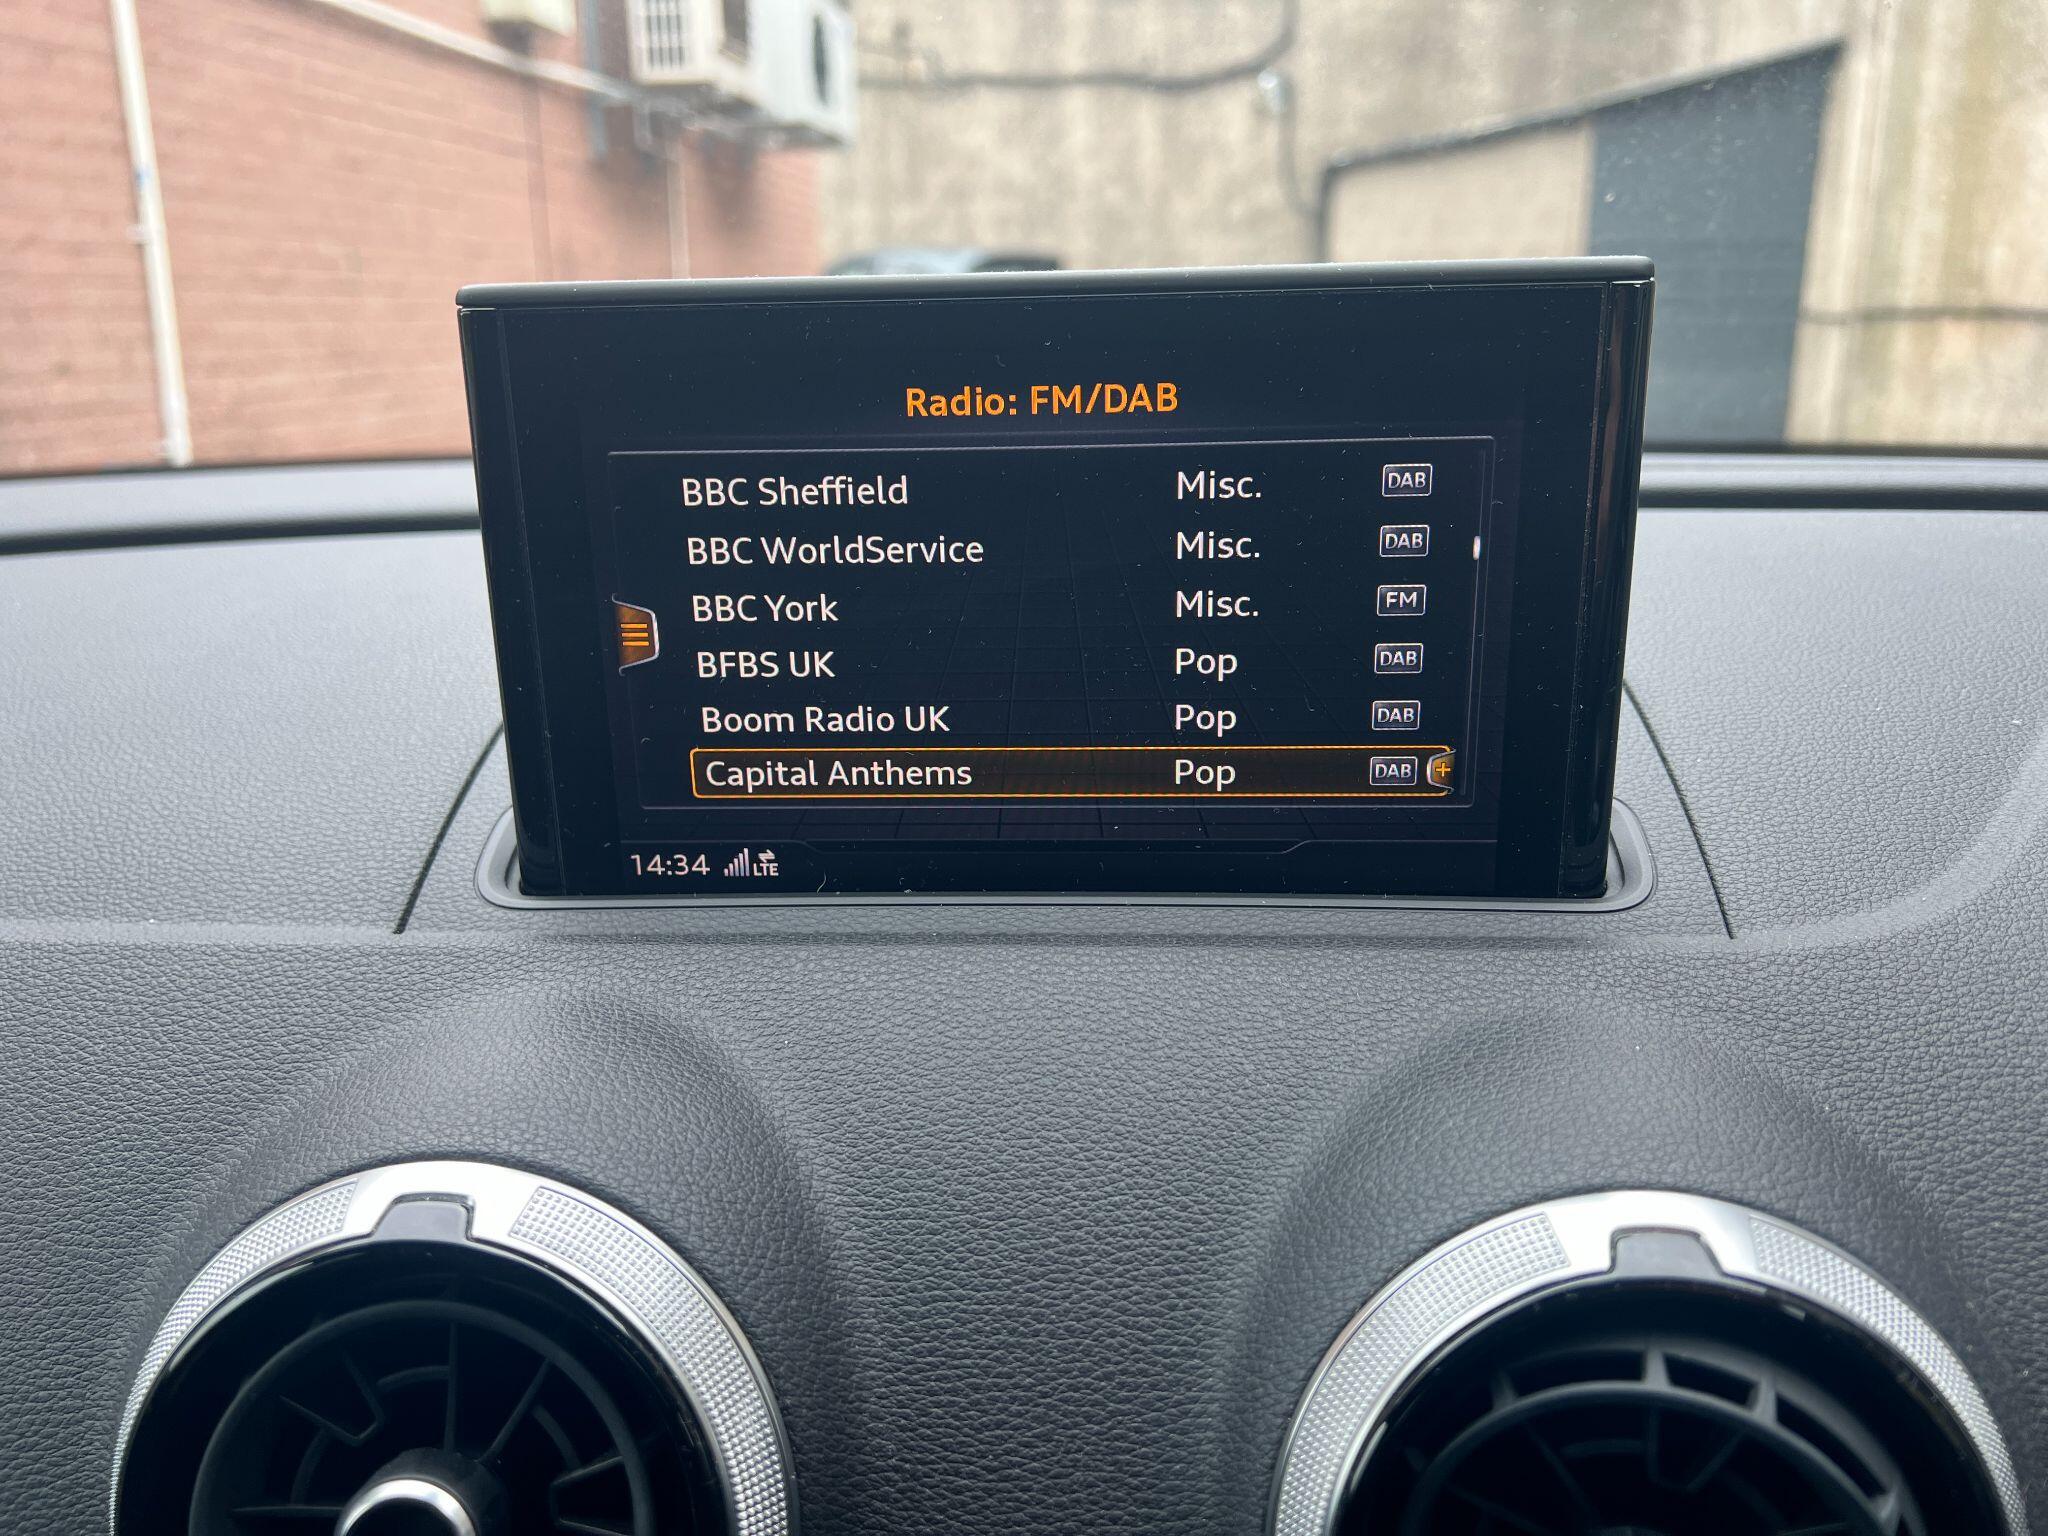 Radio: FM/DAB
BBC Sheffield Misc. DAB
BBC WorldService Misc. DAB
BBC York Misc. FM
BFBS UK Pop DAB
Boom Radio UK Pop DAB
Capital Anthems Pop DAB +
14:34 LTE